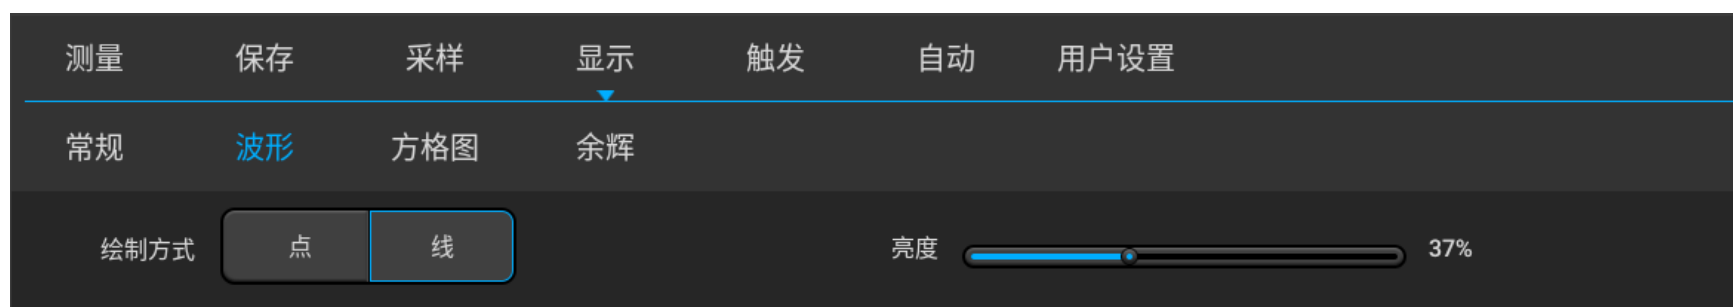 测量 保存 采样 显示 触发 自动 用户设置
常规 波形 方格图 余辉
绘制方式 点 线 亮度 37%